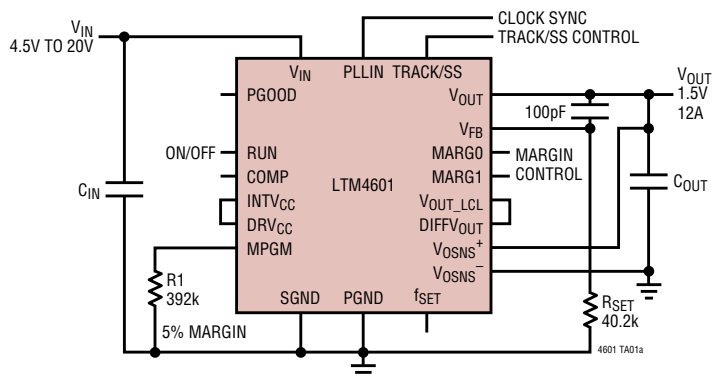 CLOCK SYNC
TRACK/SS CONTROL
VIN
4.5V TO 20V
VIN PLLIN TRACK/SS
PGOOD
VOUT
VOUT
1.5V
12A
100pF
VFB
ON/OFF
RUN
MARG0
MARG1
MARGIN
CONTROL
COMP
LTM4601
CIN
INTVCC
DRVCC
VOUT_LCL
DIFFVOUT
COUT
MPGM
VOSNS+
VOSNS–
R1
392k
SGND PGND fSET
5% MARGIN
RSET
40.2k
4601 TA01a